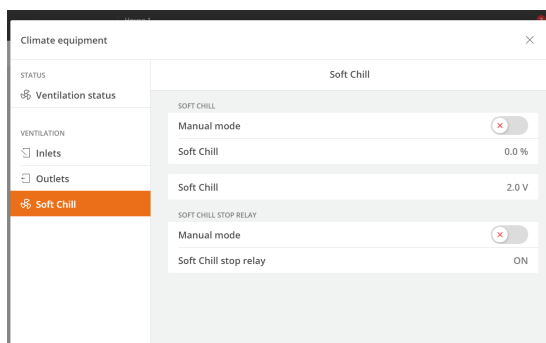 Climate equipment
STATUS
Ventilation status
VENTILATION
Inlets
Outlets
Soft Chill
Soft Chill
SOFT CHILL
Manual mode
Soft Chill 0.0 %
Soft Chill 2.0 V
SOFT CHILL STOP RELAY
Manual mode
Soft Chill stop relay ON